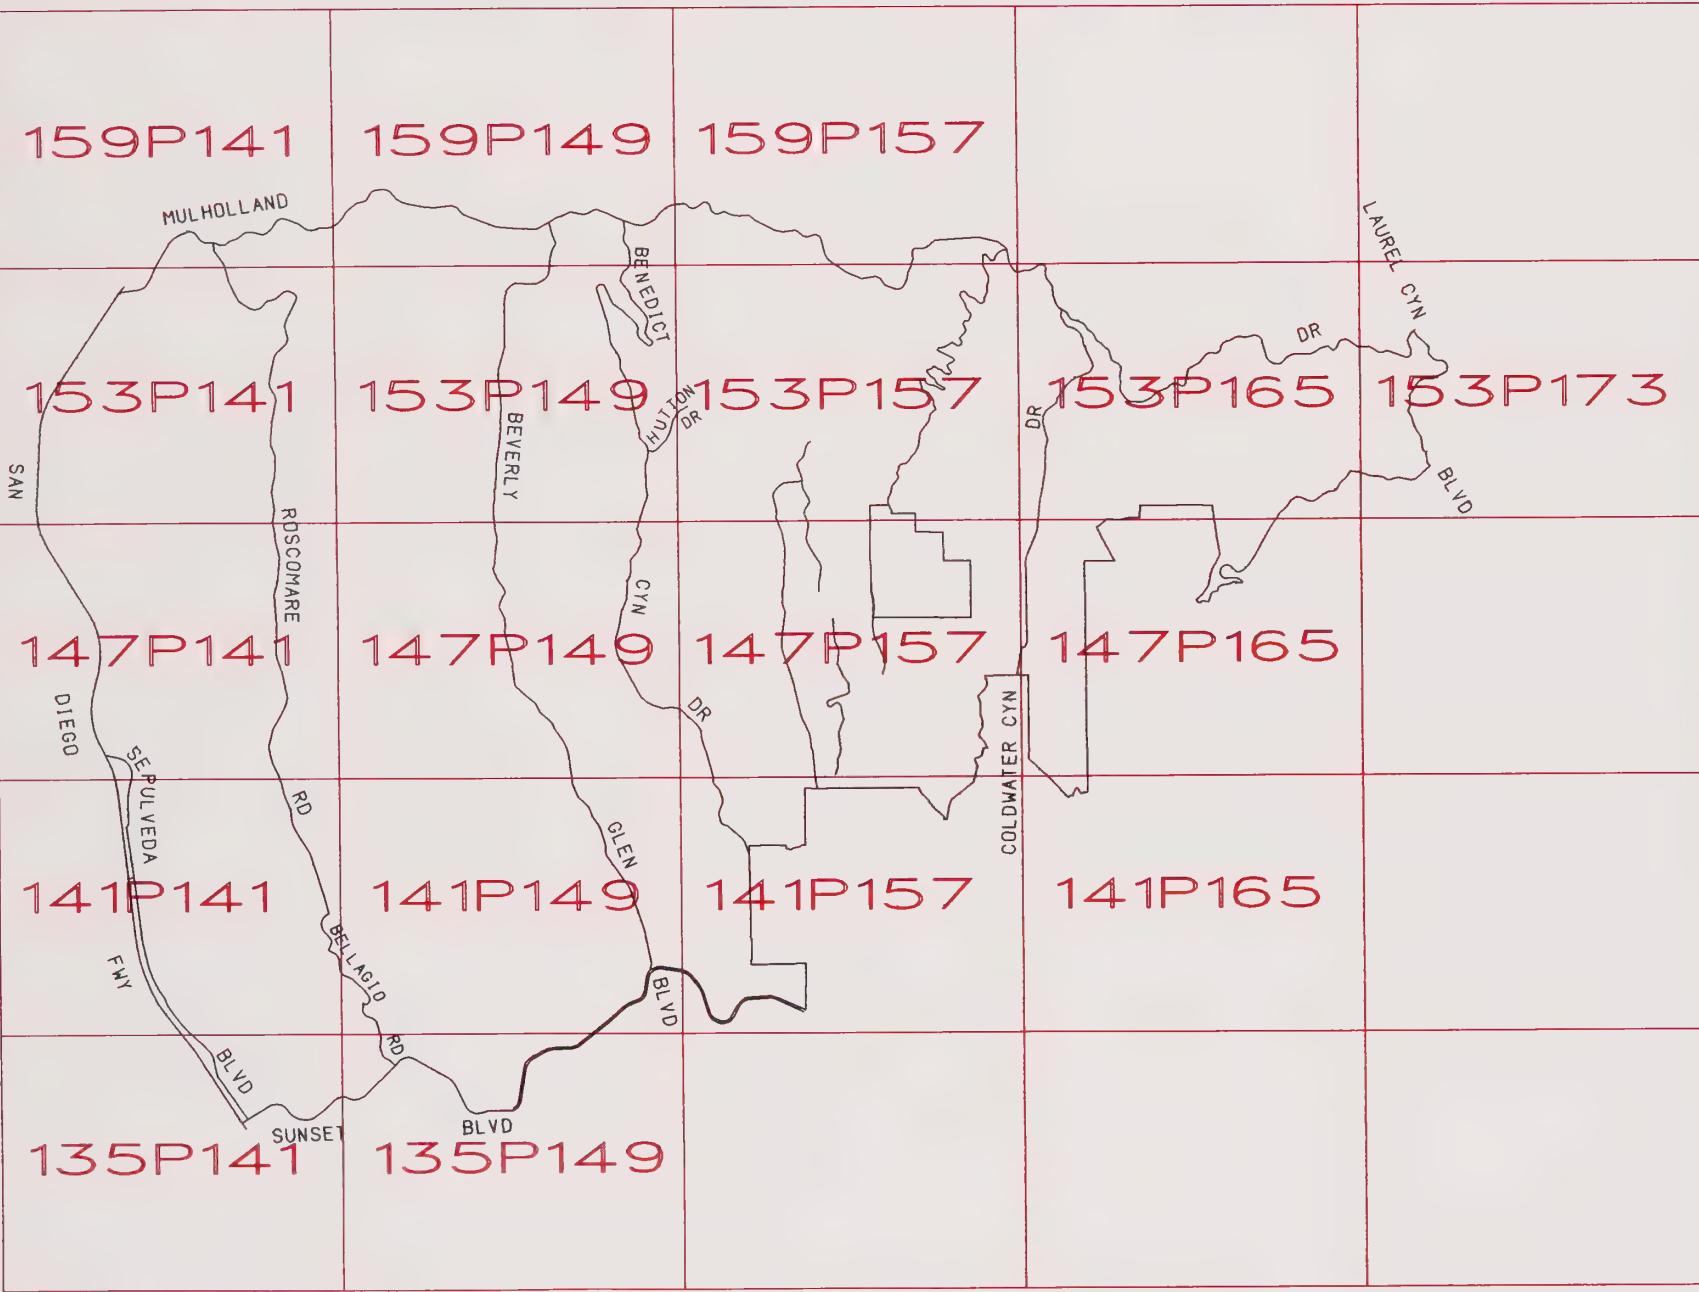 159P141 159P149 159P157
MULHOLLAND
LAUREL CYN
BENEDICT
DR
153P141 153P149 153P157 153P165 153P173
HUTTON
DR
DR
BEVERLY
SAN
BLVD
ROSCOMARE
CYN
147P141 147P149 147P157 147P165
DIEGO
DR
COLDWATER CYN
SEPULVEDA
RD
GLEN
141P141 141P149 141P157 141P165
BELLAGIO
FWY
BLVD
RD
BLVD
SUNSET
BLVD
135P141 135P149